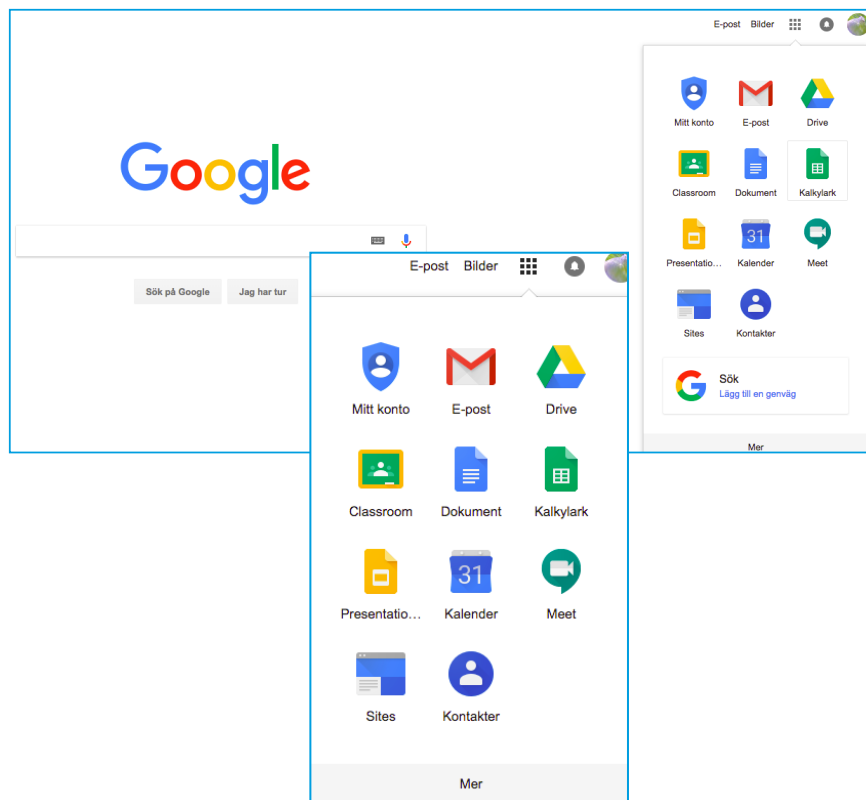 E-post Bilder
Mitt konto E-post Drive
Google
Classroom Dokument Kalkylark
Sök på Google Jag har tur
Presentatio... 31 Kalender Meet
Sites Kontakter
Sök
Lägg till en genväg
Mer
E-post Bilder
Mitt konto E-post Drive
Classroom Dokument Kalkylark
31
Presentatio... Kalender Meet
Sites Kontakter
Mer